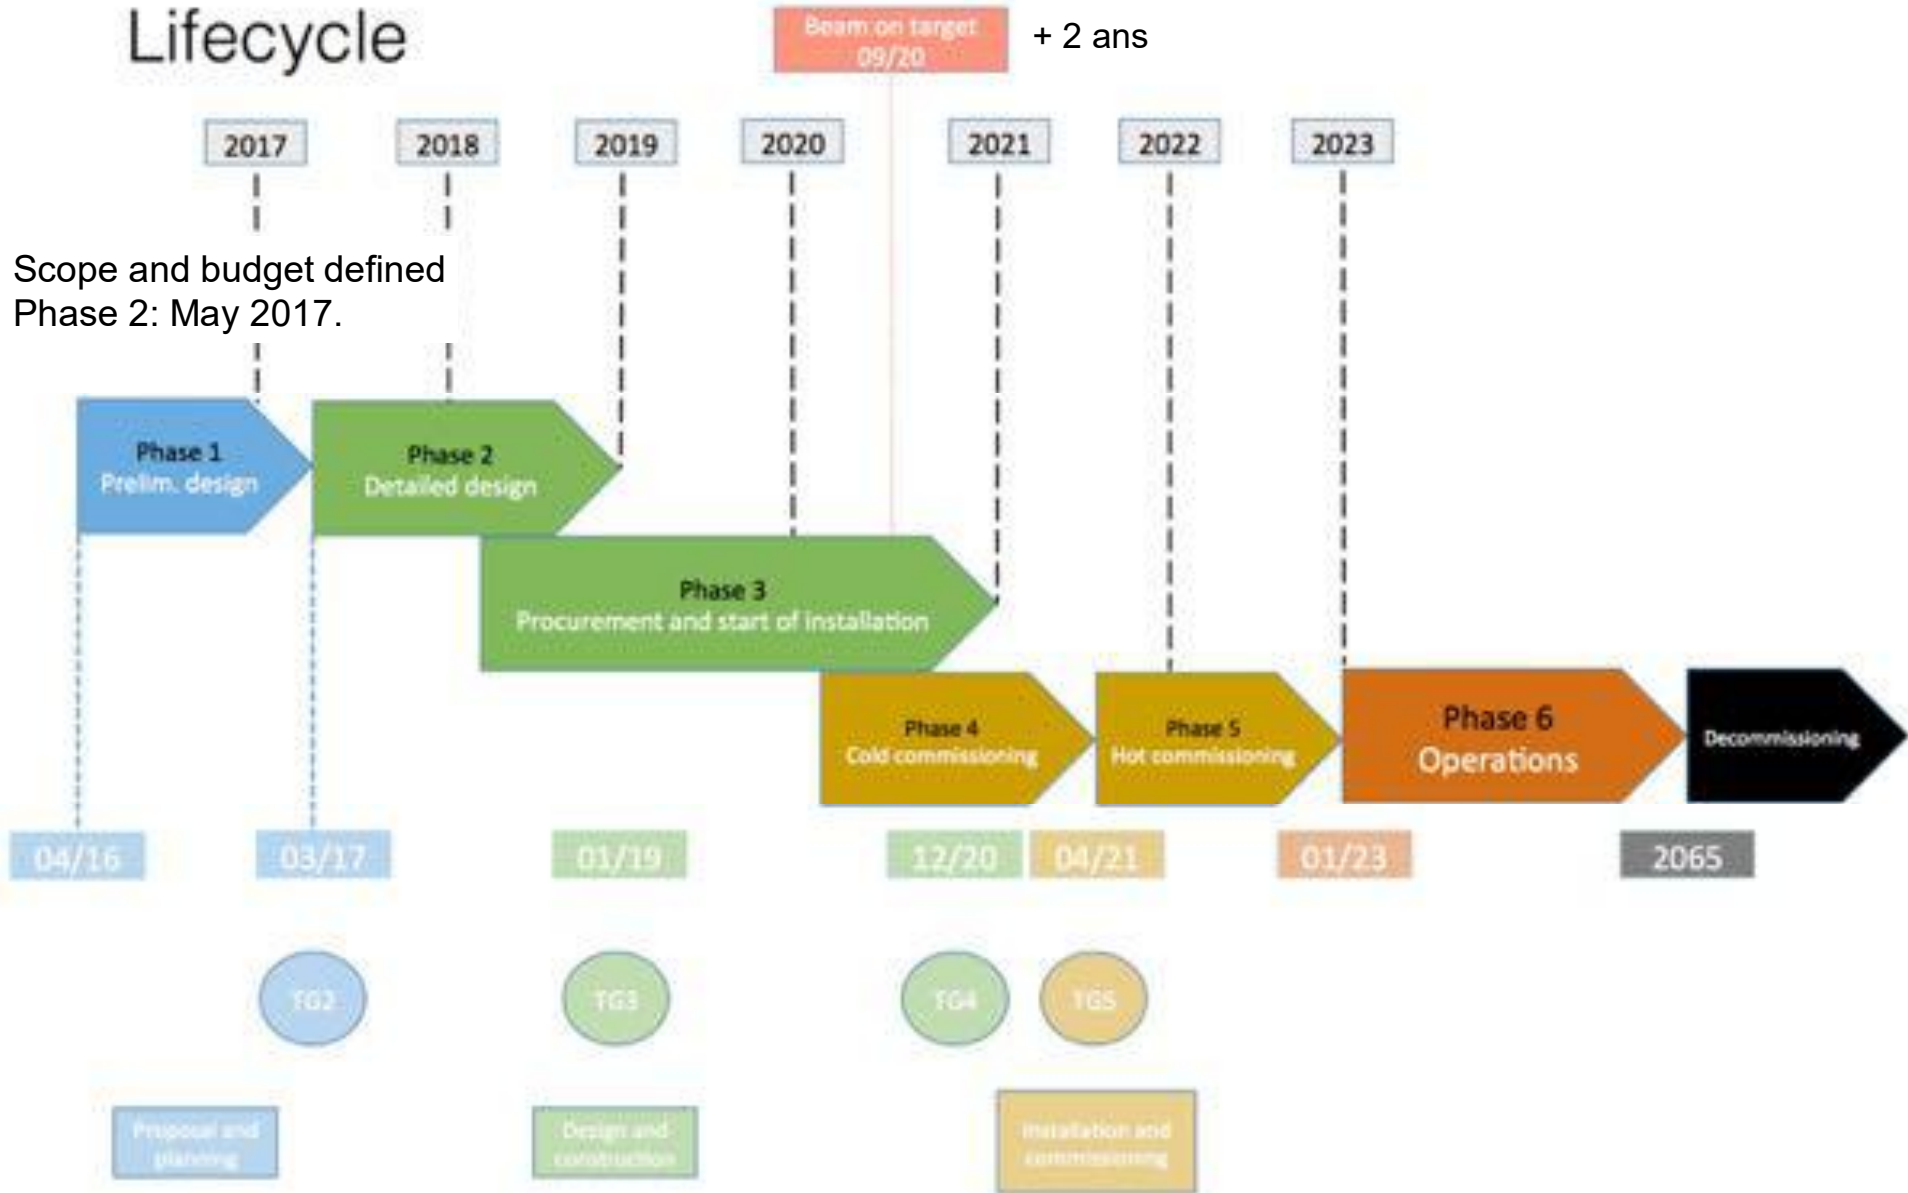 Lifecycle
Beam on target
09/20
+ 2 ans
2017
2018
2019
2020
2021
2022
2023
Scope and budget defined
Phase 2: May 2017.
Phase 1
Prelim. design
Phase 2
Detailed design
Phase 3
Procurement and start of installation
Phase 4
Cold commissioning
Phase 5
Hot commissioning
Phase 6
Operations
Decommissioning
04/16
03/17
01/19
12/20
04/21
01/23
2065
TG2
TG3
TG4
TG5
Proposal and
planning
Design and
construction
Installation and
commissioning